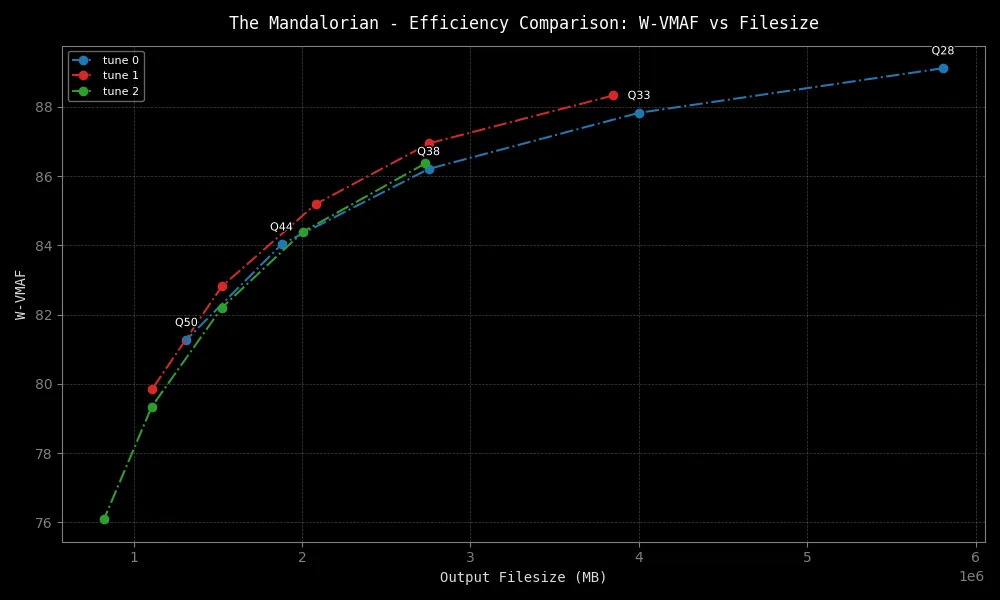 The Mandalorian - Efficiency Comparison: W-VMAF vs Filesize
tune 0
tune 1
tune 2
Q28
Q33
Q38
Q44
Q50
W-VMAF
88
86
84
82
80
78
76
1 2 3 4 5 6
1e6
Output Filesize (MB)